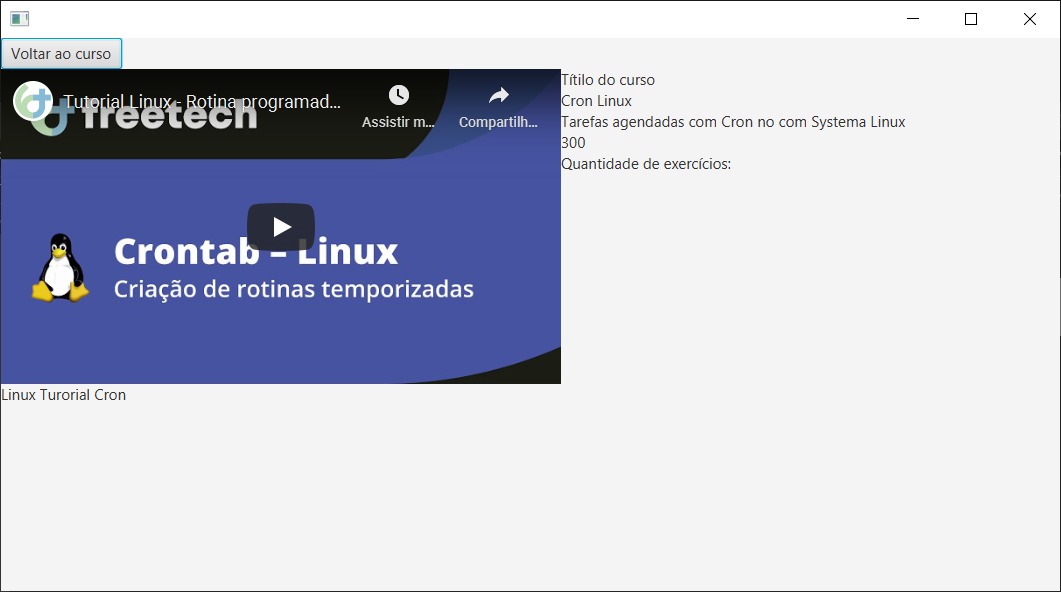 Voltar ao curso
Tutorial Linux - Rotina programad...
Assistir m...
Compartilh...
freetech
Crontab – Linux
Criação de rotinas temporizadas
Linux Turorial Cron
Títilo do curso
Cron Linux
Tarefas agendadas com Cron no com Systema Linux
300
Quantidade de exercícios: